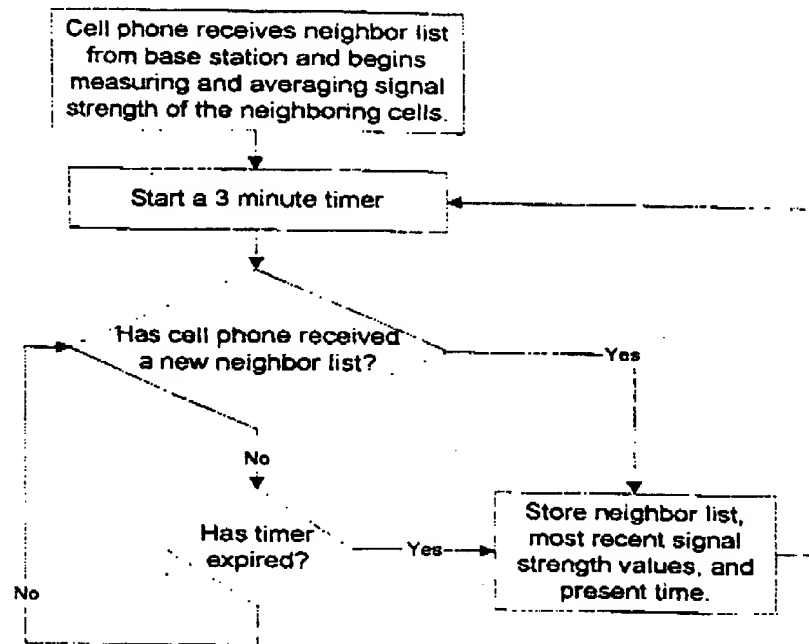 Cell phone receives neighbor list
from base station and begins
measuring and averaging signal
strength of the neighboring cells.
Start a 3 minute timer
Has cell phone received
a new neighbor list?
Yes
No
Has timer
expired?
Yes
Store neighbor list,
most recent signal
strength values, and
present time.
No